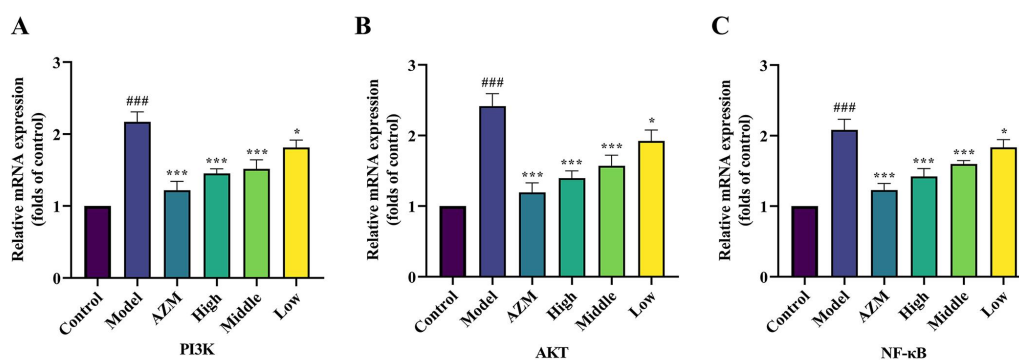 A
Relative mRNA expression
(folds of control)
3
2
1
0
###
***
***
***
*
Control
Model
AZM
High
Middle
Low
PI3K
B
Relative mRNA expression
(folds of control)
3
2
1
0
###
***
***
***
*
Control
Model
AZM
High
Middle
Low
AKT
C
Relative mRNA expression
(folds of control)
3
2
1
0
###
***
***
***
*
Control
Model
AZM
High
Middle
Low
NF-κB